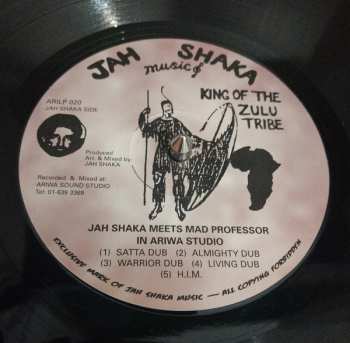 JAH SHAKA
music
KING OF THE
ZULU
TRIBE
ARILP 020
JAH SHAKA SIDE
Produced
Arr. & Mixed by
JAH SHAKA
Recorded & Mixed at:
ARIWA SOUND STUDIO
Tel: 01-639 2368
JAH SHAKA MEETS MAD PROFESSOR
IN ARIWA STUDIO
(1) SATTA DUB (2) ALMIGHTY DUB
(3) WARRIOR DUB (4) LIVING DUB
(5) H.I.M.
EXCLUSIVE MARK OF JAH SHAKA MUSIC — ALL COPYING FORBIDDEN